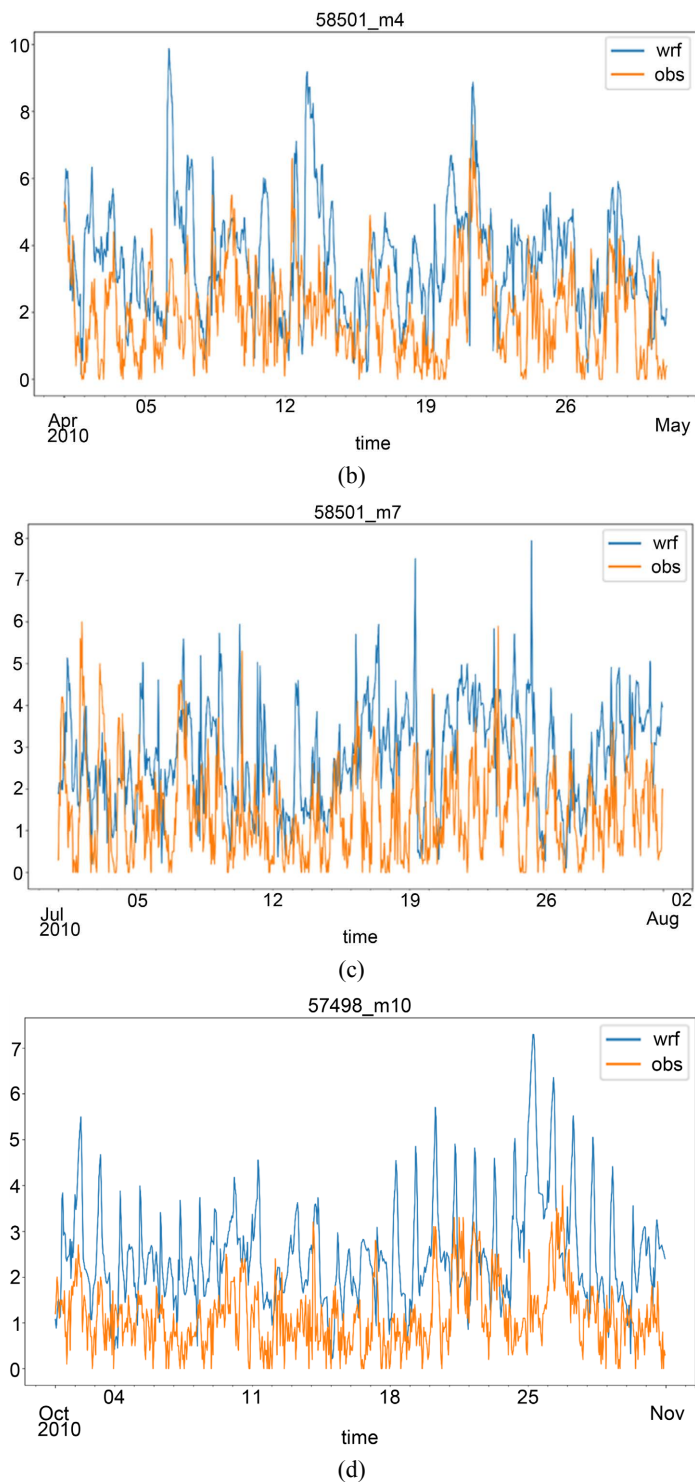 58501_m4
wrf
obs
10
8
6
4
2
0
05 12 19 26
Apr May
2010
time
(b)
58501_m7
wrf
obs
8
7
6
5
4
3
2
1
0
05 12 19 26 02
Jul Aug
2010
time
(c)
57498_m10
wrf
obs
7
6
5
4
3
2
1
0
04 11 18 25
Oct Nov
2010
time
(d)